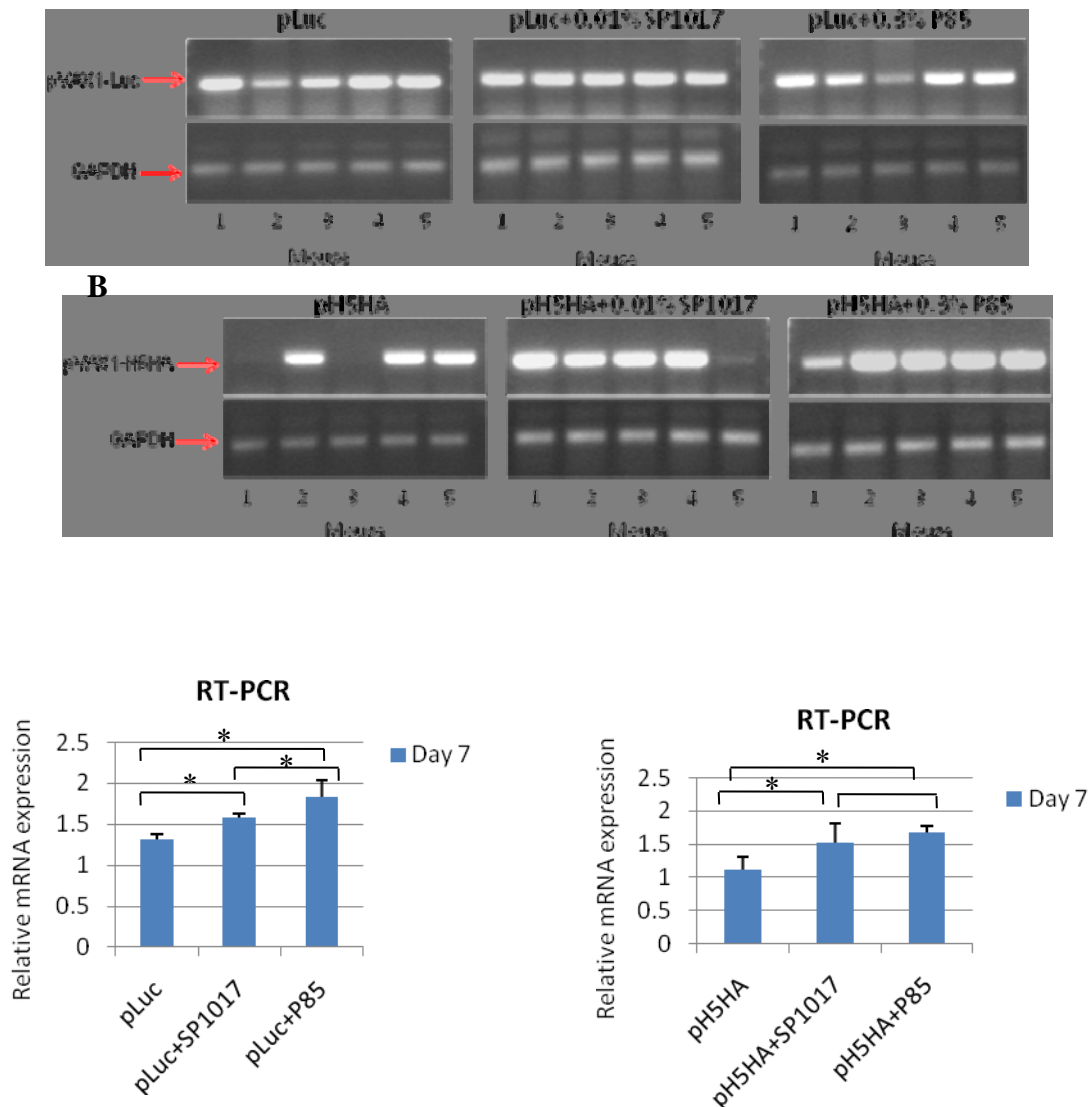 pLuc pLuc+0.01% SP1017 pLuc+0.3% P85
pVAX1-Luc
GAPDH
1 2 3 4 5 1 2 3 4 5 1 2 3 4 5
Mouse Mouse Mouse
B
pH5HA pH5HA+0.01% SP1017 pH5HA+0.3% P85
pVAX1-H5HA
GAPDH
1 2 3 4 5 1 2 3 4 5 1 2 3 4 5
Mouse Mouse Mouse
RT-PCR
Relative mRNA expression
2.5
2
1.5
1
0.5
0
* * *
Day 7
pLuc
pLuc+SP1017
pLuc+P85
RT-PCR
Relative mRNA expression
2.5
2
1.5
1
0.5
0
* *
Day 7
pH5HA
pH5HA+SP1017
pH5HA+P85